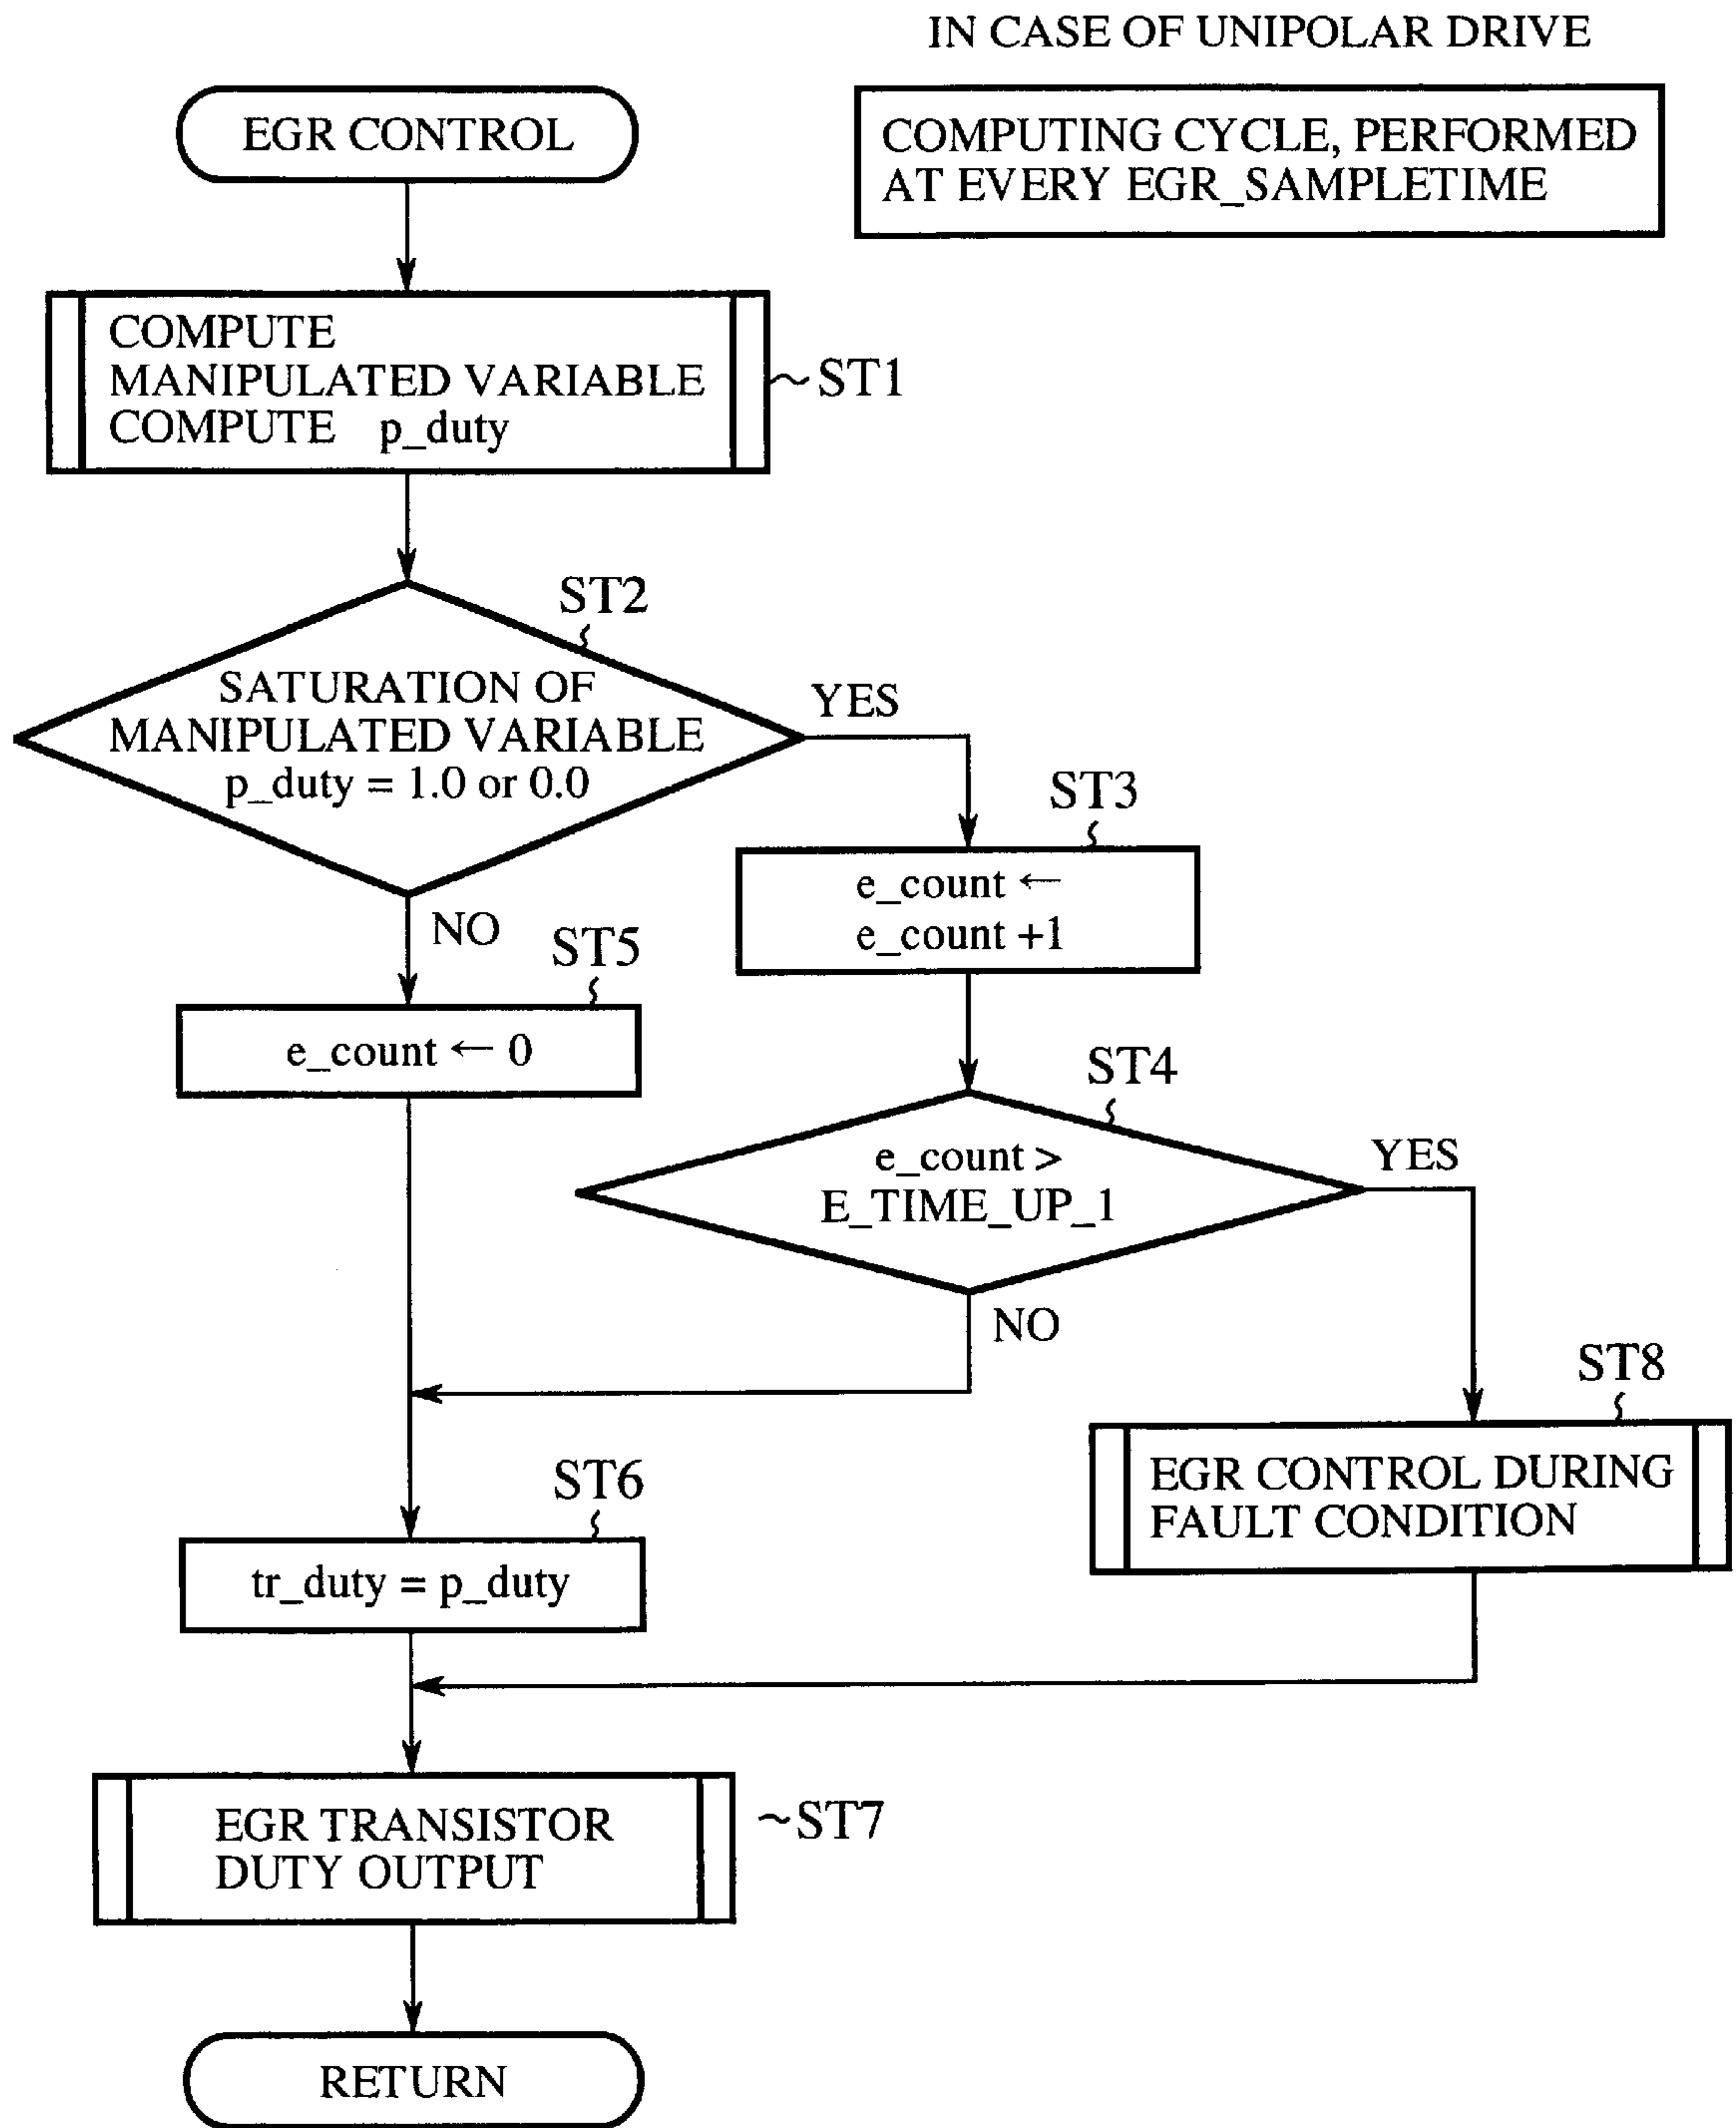 IN CASE OF UNIPOLAR DRIVE
EGR CONTROL
COMPUTING CYCLE, PERFORMED
AT EVERY EGR_SAMPLETIME
COMPUTE
MANIPULATED VARIABLE
COMPUTE p_duty
~ST1
ST2
SATURATION OF
MANIPULATED VARIABLE
p_duty = 1.0 or 0.0
YES
NO
ST3
e_count ←
e_count +1
ST5
e_count ← 0
ST4
e_count >
E_TIME_UP_1
YES
NO
ST8
EGR CONTROL DURING
FAULT CONDITION
ST6
tr_duty = p_duty
EGR TRANSISTOR
DUTY OUTPUT
~ST7
RETURN